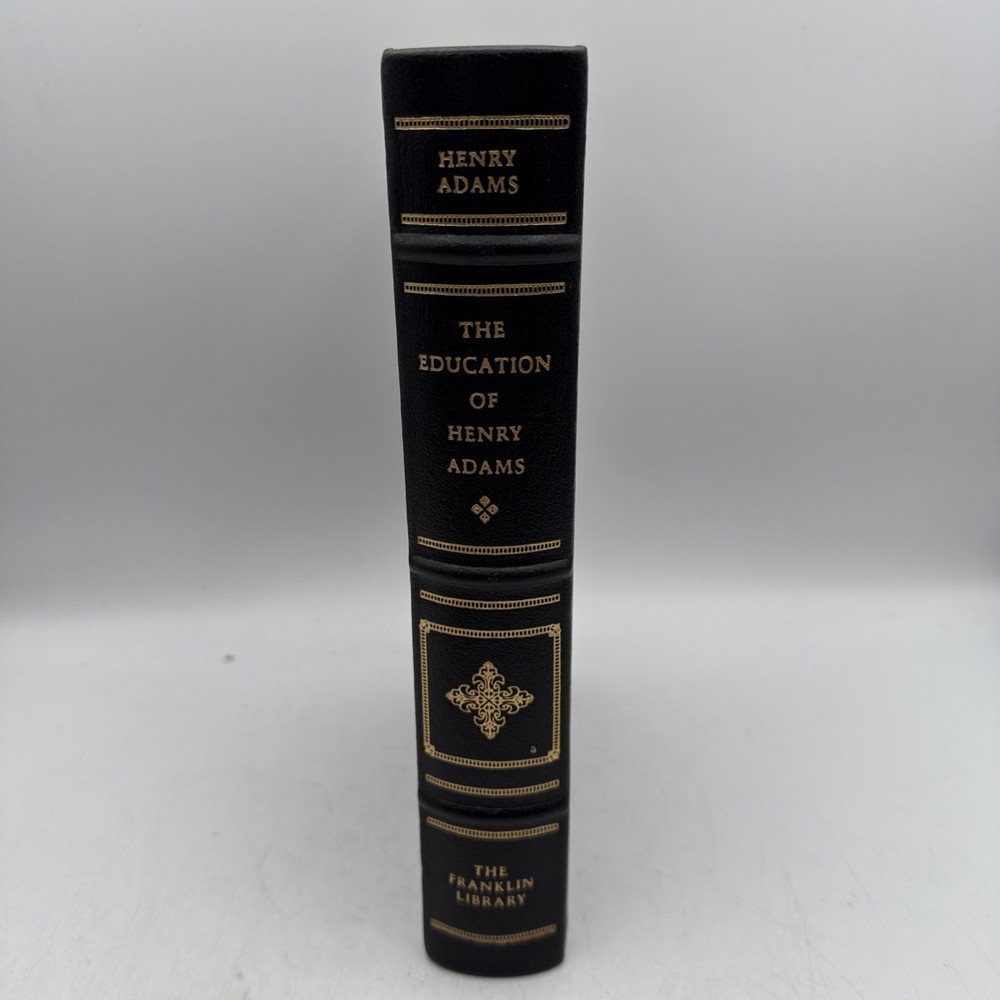 HENRY
ADAMS
THE
EDUCATION
OF
HENRY
ADAMS
THE
FRANKLIN
LIBRARY